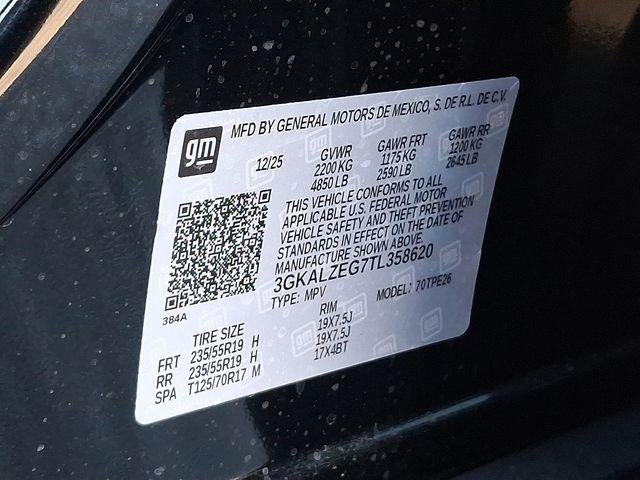 gm
MFD BY GENERAL MOTORS DE MEXICO, S. DE R.L. DE C.V.
12/25 GVWR GAWR FRT GAWR RR
2200 KG 1175 KG 1200 KG
4850 LB 2590 LB 2645 LB
THIS VEHICLE CONFORMS TO ALL
APPLICABLE U.S. FEDERAL MOTOR
VEHICLE SAFETY AND THEFT PREVENTION
STANDARDS IN EFFECT ON THE DATE OF
MANUFACTURE SHOWN ABOVE.
3GKALZEG7TL358620
TYPE: MPV MODEL: 70TPE26
384A
TIRE SIZE RIM
FRT 235/55R19 H 19X7.5J
RR 235/55R19 H 19X7.5J
SPA T125/70R17 M 17X4BT